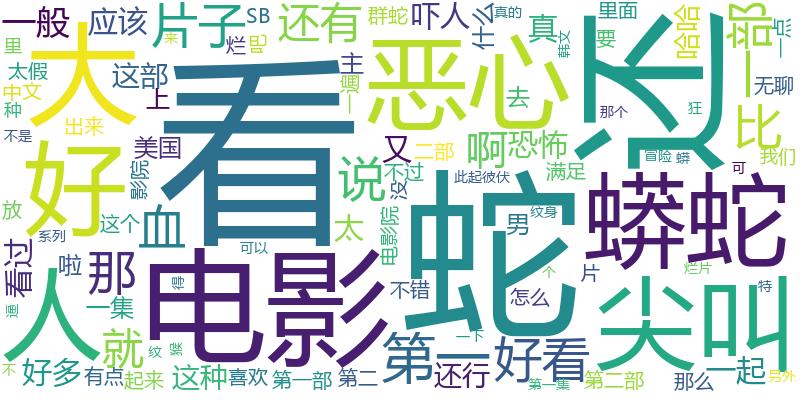 一般
应该
片子
SB
还有
群蛇
吓人
什么
真
真的
里面
哈哈
一部
一点
里
大
烂
来
恶心
韩文
要
还
太假
这部
主
中文
种
上
看
一
去
那个
狂
比
无聊
出来
不是
美国
影院
又
二部
啊
恐怖
冒险
蟒
我们
好
说
不过
没
满足
可
此起彼伏
蟒蛇
放
这个
血
太
电影院
蛇
男
纹身
系列
看过
啦
那
可以
电影
得
不错
个
怎么
片
烂片
特
尖叫
人
一集
就
第一
一下
好看
一起
纹
猴
不
好多
有点
起来
这种
喜欢
第一部
第二
还行
第一集
第二部
那么
另外